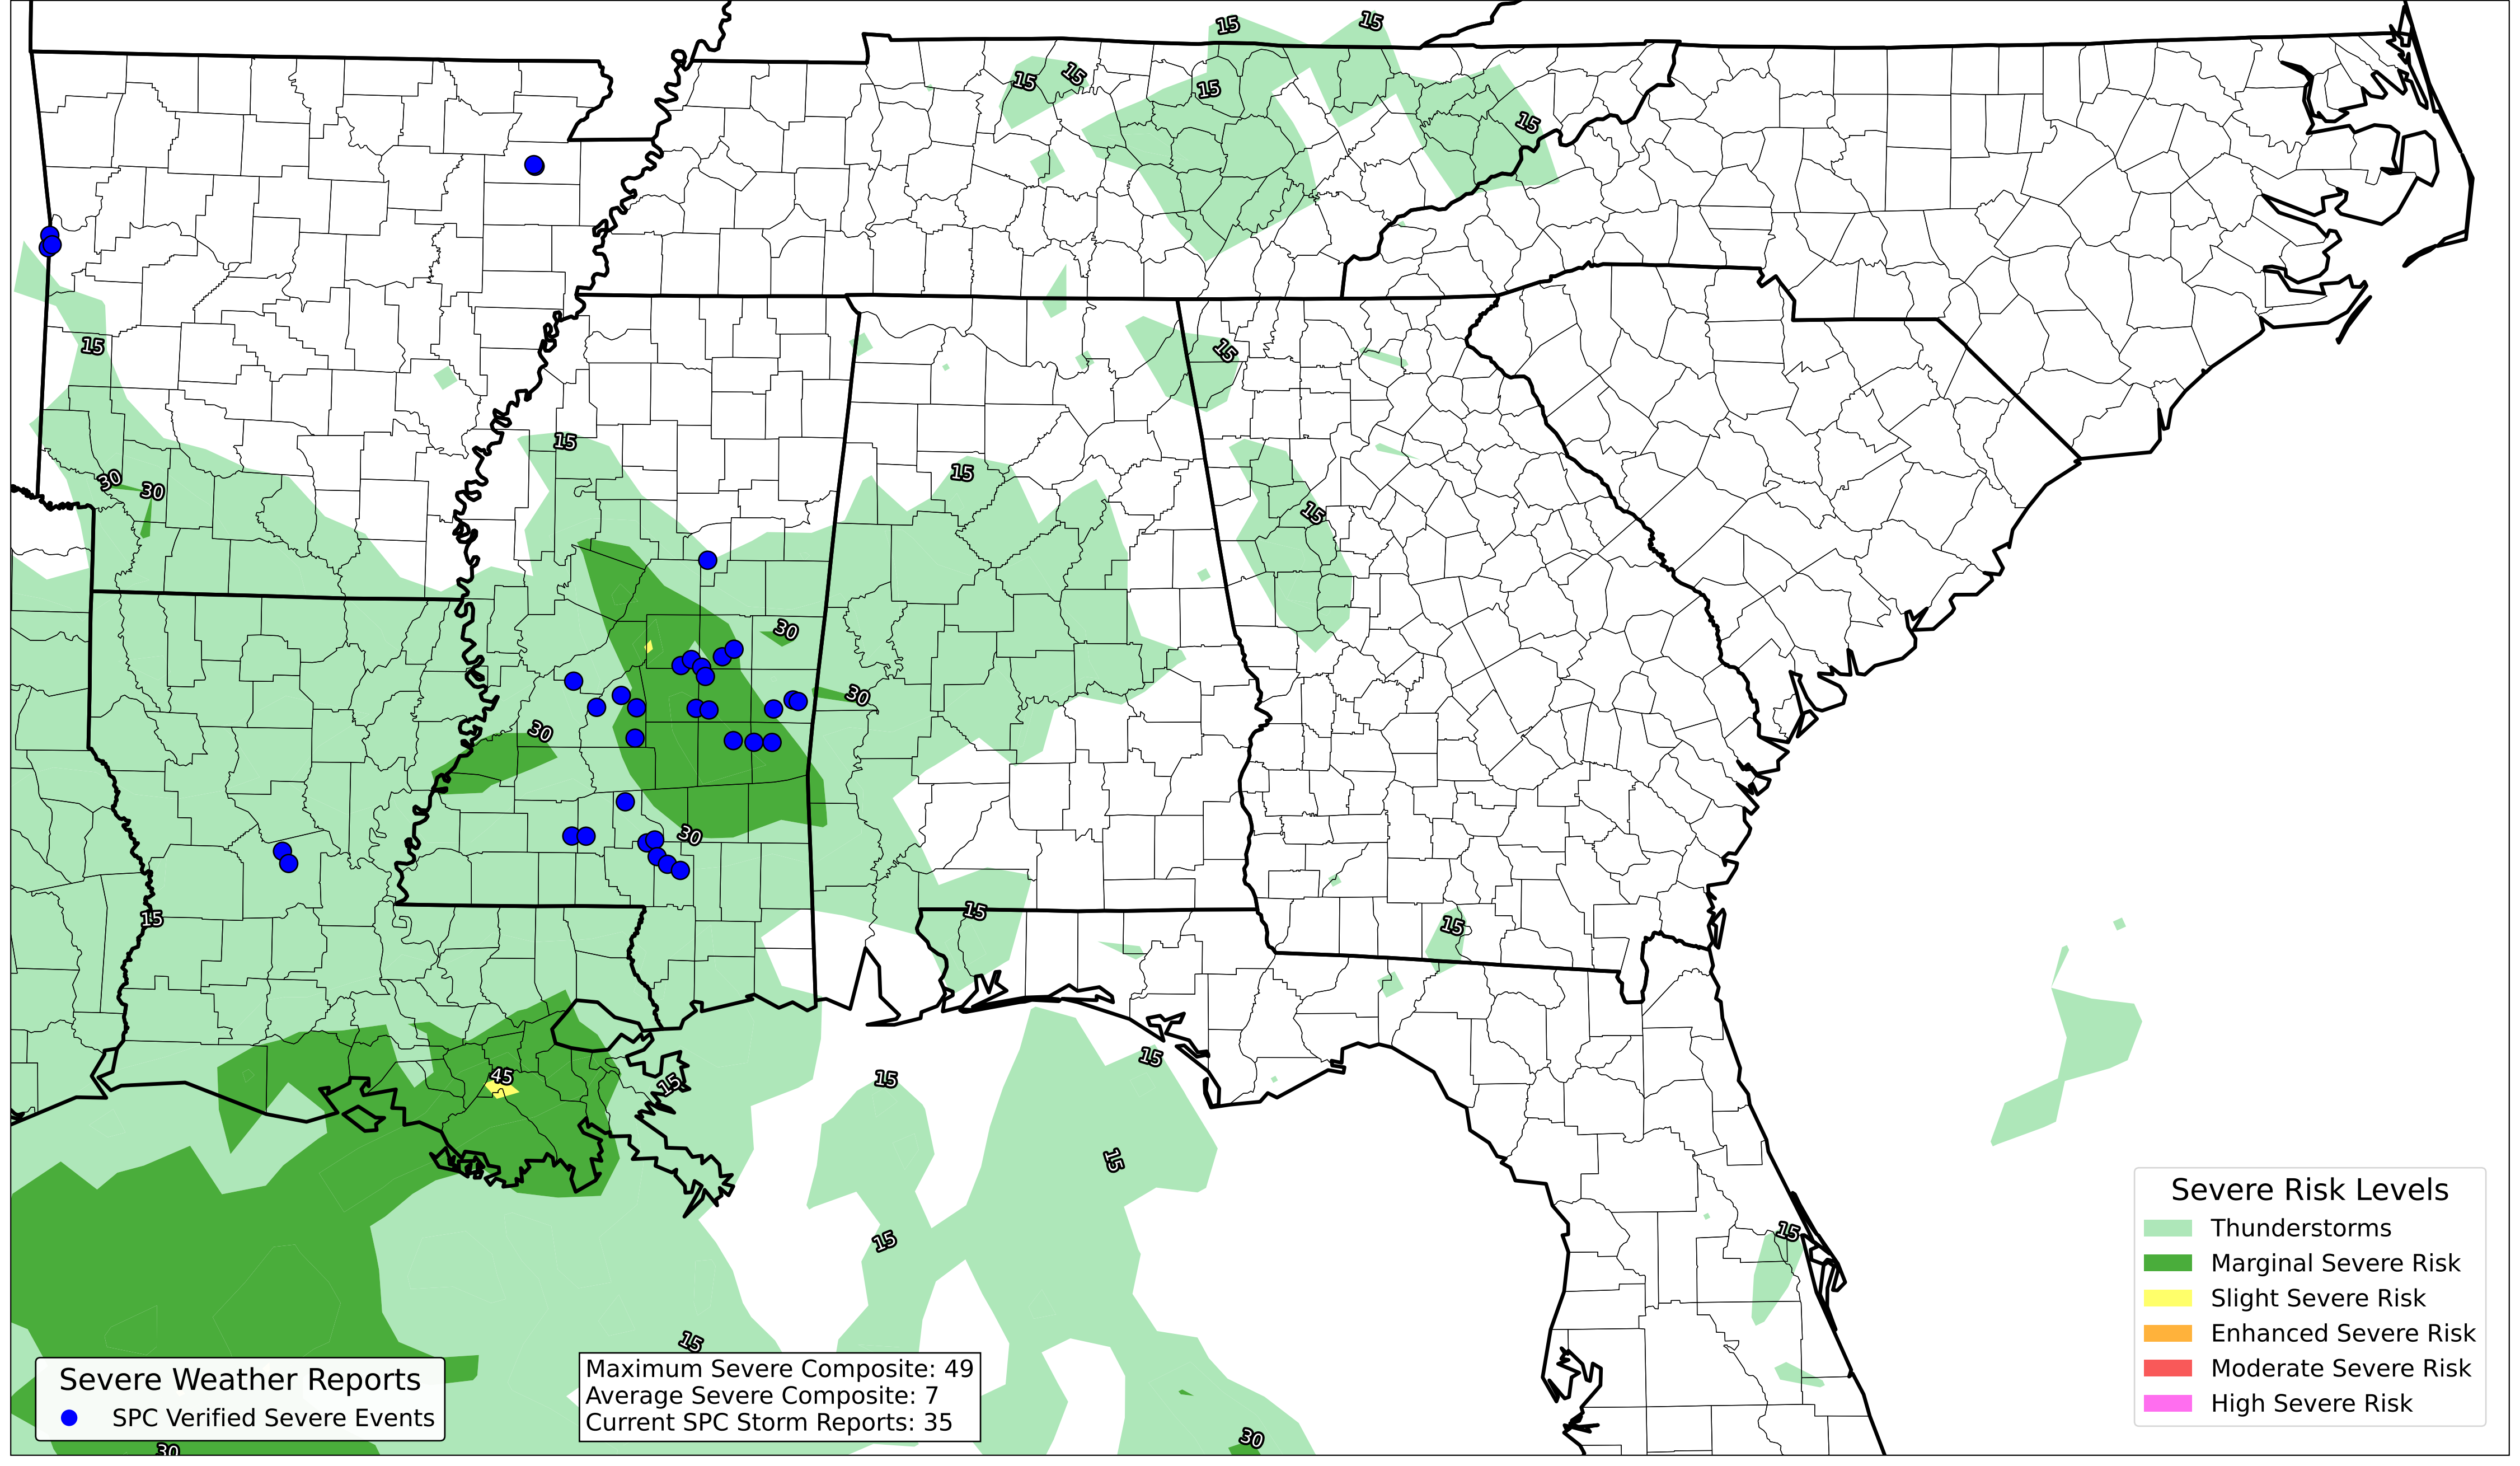 15
15
15
15
15
15
15
15
15
15
15
30
30
15
30
30
30
30
15
15
15
45
15
15
15
15
15
15
15
30
30
Severe Risk Levels
Thunderstorms
Marginal Severe Risk
Slight Severe Risk
Enhanced Severe Risk
Moderate Severe Risk
High Severe Risk
Severe Weather Reports
SPC Verified Severe Events
Maximum Severe Composite: 49
Average Severe Composite: 7
Current SPC Storm Reports: 35